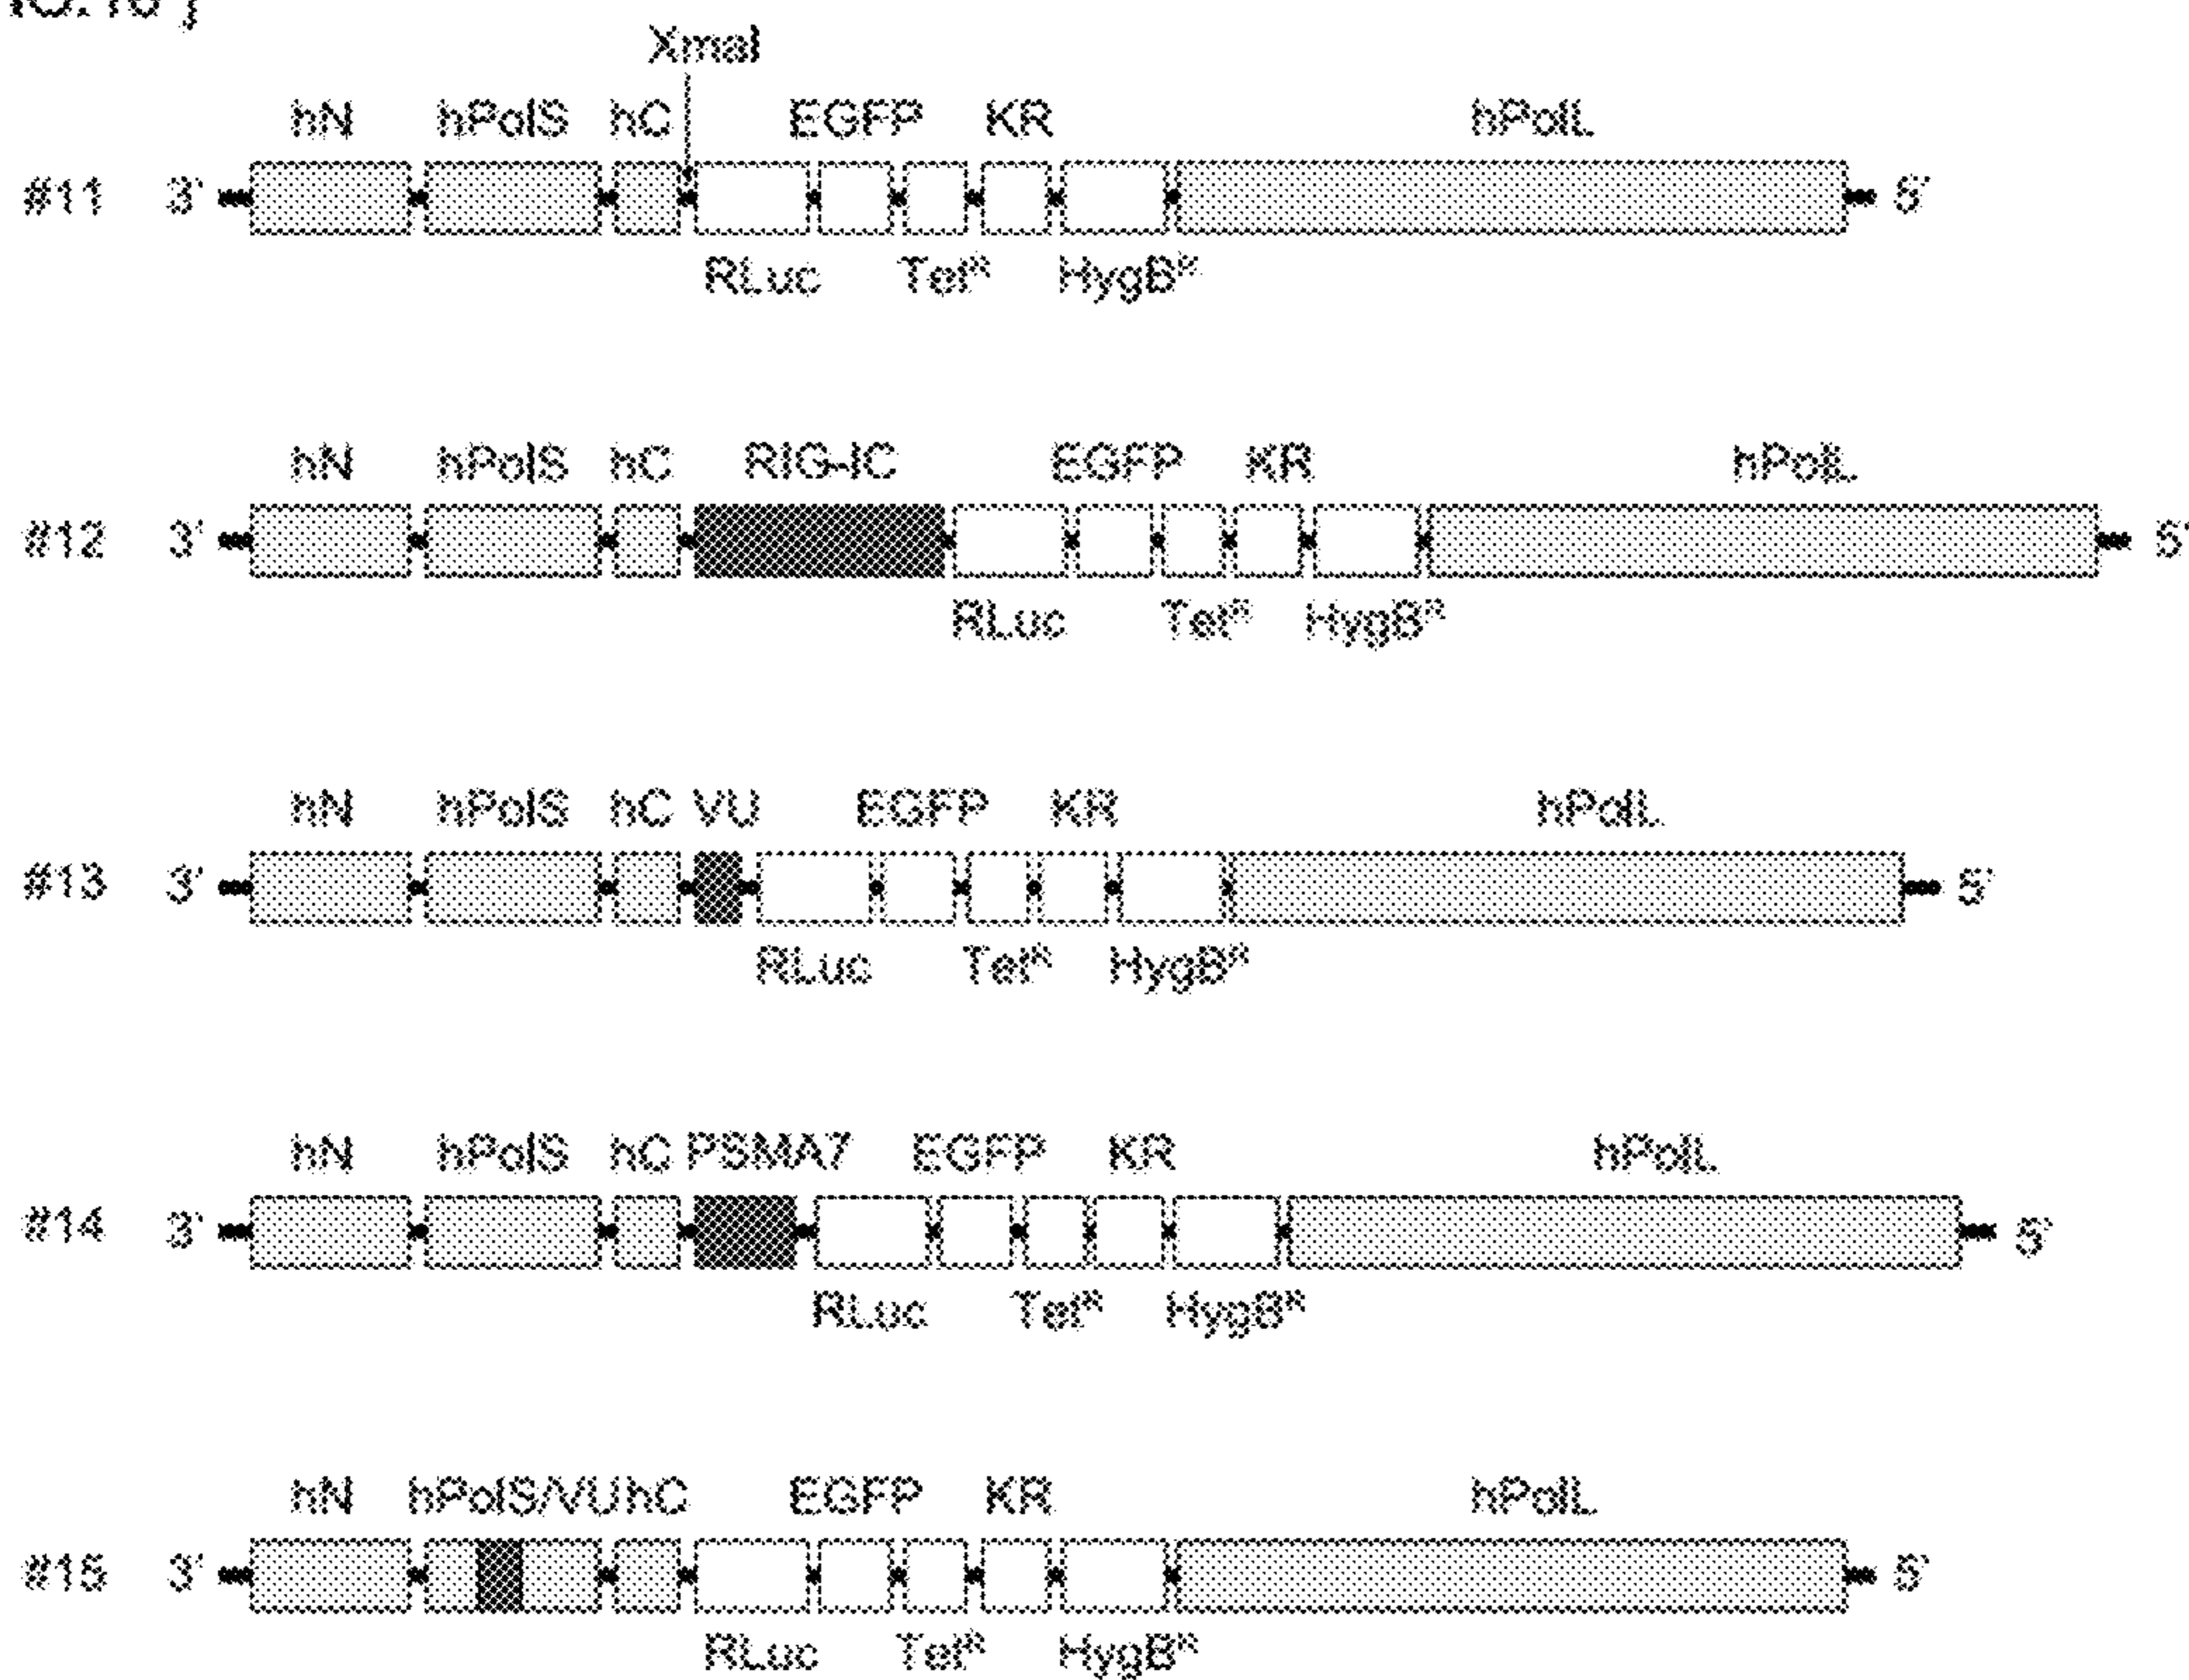 XmaI
hN hPolS hC EGFP KR hPolL
#11 3' 5'
RLuc Tetᴿ HygBᴿ
hN hPolS hC RIG-IC EGFP KR hPolL
#12 3' 5'
RLuc Tetᴿ HygBᴿ
hN hPolS hC VU EGFP KR hPolL
#13 3' 5'
RLuc Tetᴿ HygBᴿ
hN hPolS hC PSMA7 EGFP KR hPolL
#14 3' 5'
RLuc Tetᴿ HygBᴿ
hN hPolS/VU hC EGFP KR hPolL
#15 3' 5'
RLuc Tetᴿ HygBᴿ